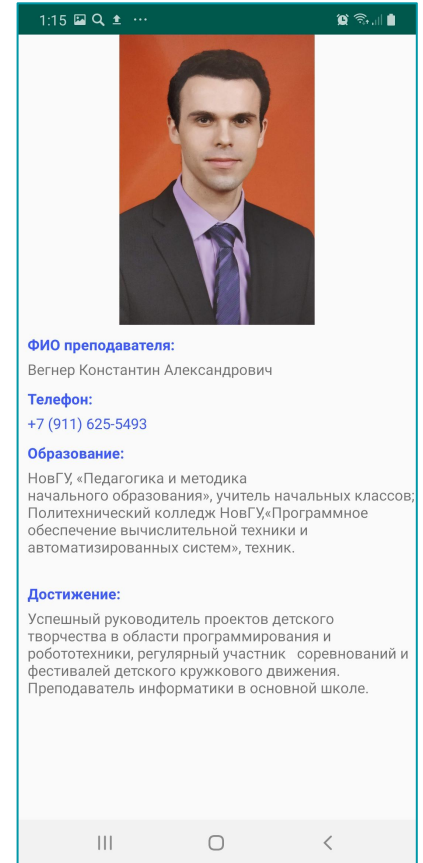 1:15
ФИО преподавателя:
Вегнер Константин Александрович
Телефон:
+7 (911) 625-5493
Образование:
НовГУ, «Педагогика и методика
начального образования», учитель начальных классов;
Политехнический колледж НовГУ,«Программное
обеспечение вычислительной техники и
автоматизированных систем», техник.
Достижение:
Успешный руководитель проектов детского
творчества в области программирования и
робототехники, регулярный участник   соревнований и
фестивалей детского кружкового движения.
Преподаватель информатики в основной школе.